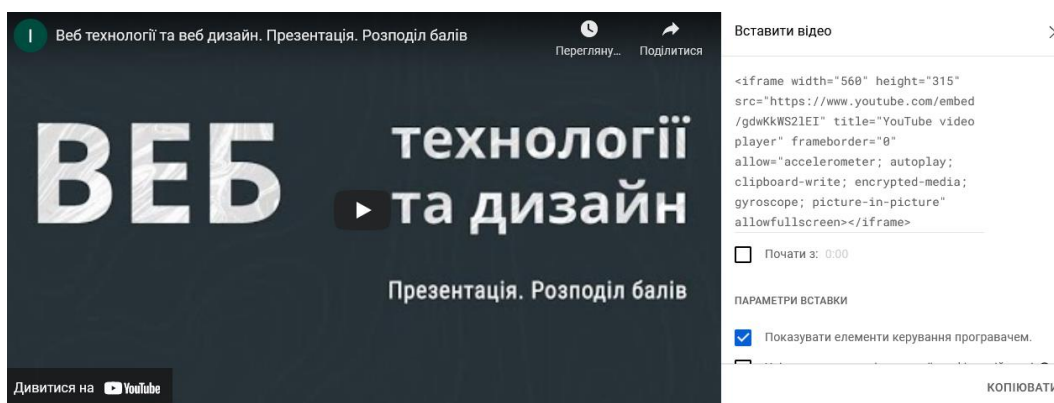 І
Веб технології та веб дизайн. Презентація. Розподіл балів
Перегляну...
Поділитися
ВЕБ
технології
та дизайн
Презентація. Розподіл балів
Дивитися на YouTube
Вставити відео
<iframe width="560" height="315"
src="https://www.youtube.com/embed
/gdwKkWS2lEI" title="YouTube video
player" frameborder="0"
allow="accelerometer; autoplay;
clipboard-write; encrypted-media;
gyroscope; picture-in-picture"
allowfullscreen></iframe>
Почати з: 0:00
ПАРАМЕТРИ ВСТАВКИ
Показувати елементи керування програвачем.
КОПІЮВАТИ